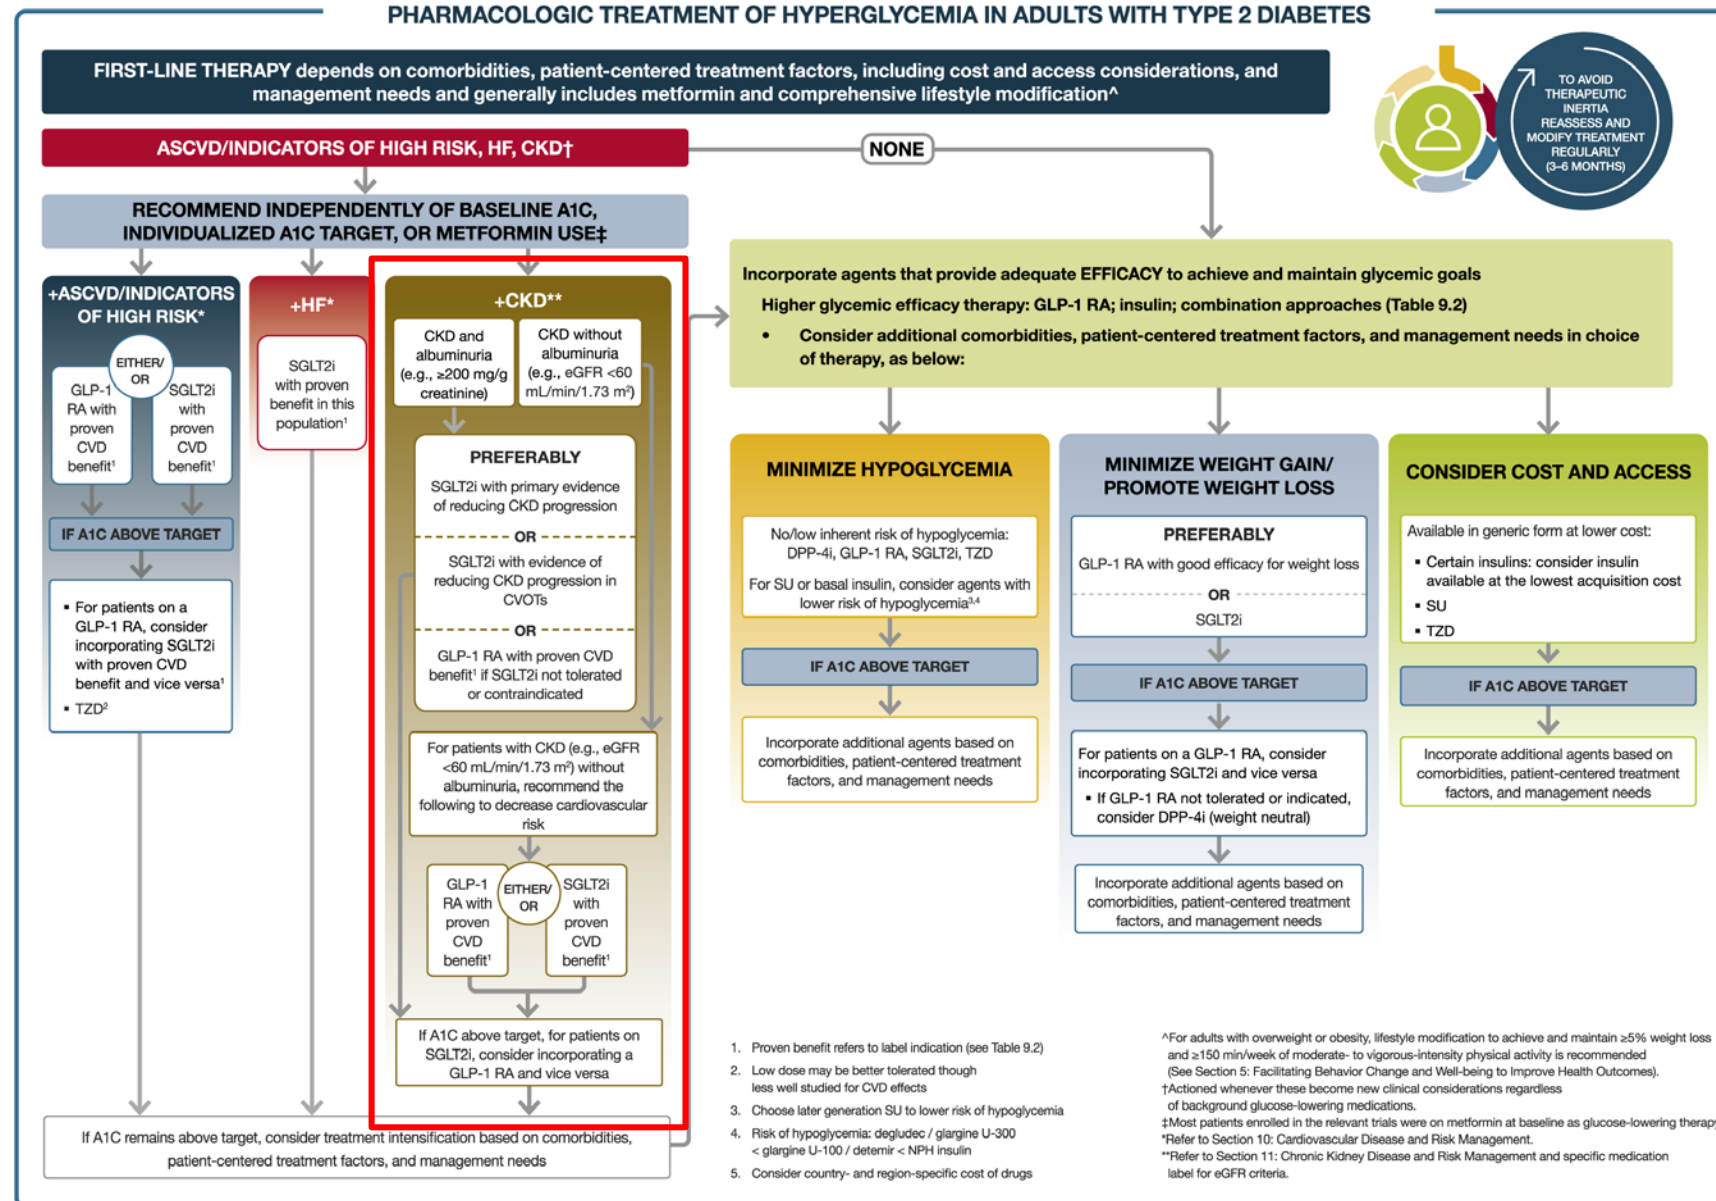 PHARMACOLOGIC TREATMENT OF HYPERGLYCEMIA IN ADULTS WITH TYPE 2 DIABETES
FIRST-LINE THERAPY depends on comorbidities, patient-centered treatment factors, including cost and access considerations, and
management needs and generally includes metformin and comprehensive lifestyle modification^
TO AVOID
THERAPEUTIC
INERTIA
REASSESS AND
MODIFY TREATMENT
REGULARLY
(3–6 MONTHS)
ASCVD/INDICATORS OF HIGH RISK, HF, CKD†
NONE
RECOMMEND INDEPENDENTLY OF BASELINE A1C,
INDIVIDUALIZED A1C TARGET, OR METFORMIN USE‡
+ASCVD/INDICATORS
OF HIGH RISK*
EITHER/
OR
GLP-1
RA with
proven
CVD
benefit¹
SGLT2i
with
proven
CVD
benefit¹
IF A1C ABOVE TARGET
▪ For patients on a
GLP-1 RA, consider
incorporating SGLT2i
with proven CVD
benefit and vice versa¹
▪ TZD²
+HF*
SGLT2i
with proven
benefit in this
population¹
+CKD**
CKD and
albuminuria
(e.g., ≥200 mg/g
creatinine)
CKD without
albuminuria
(e.g., eGFR <60
mL/min/1.73 m²)
PREFERABLY
SGLT2i with primary evidence
of reducing CKD progression
OR
SGLT2i with evidence of
reducing CKD progression in
CVOTs
OR
GLP-1 RA with proven CVD
benefit¹ if SGLT2i not tolerated
or contraindicated
For patients with CKD (e.g., eGFR
<60 mL/min/1.73 m²) without
albuminuria, recommend the
following to decrease cardiovascular
risk
GLP-1
RA with
proven
CVD
benefit¹
EITHER/
OR
SGLT2i
with
proven
CVD
benefit¹
If A1C above target, for patients on
SGLT2i, consider incorporating a
GLP-1 RA and vice versa
If A1C remains above target, consider treatment intensification based on comorbidities,
patient-centered treatment factors, and management needs
Incorporate agents that provide adequate EFFICACY to achieve and maintain glycemic goals
Higher glycemic efficacy therapy: GLP-1 RA; insulin; combination approaches (Table 9.2)
• Consider additional comorbidities, patient-centered treatment factors, and management needs in choice
of therapy, as below:
MINIMIZE HYPOGLYCEMIA
No/low inherent risk of hypoglycemia:
DPP-4i, GLP-1 RA, SGLT2i, TZD
For SU or basal insulin, consider agents with
lower risk of hypoglycemia³,⁴
IF A1C ABOVE TARGET
Incorporate additional agents based on
comorbidities, patient-centered treatment
factors, and management needs
MINIMIZE WEIGHT GAIN/
PROMOTE WEIGHT LOSS
PREFERABLY
GLP-1 RA with good efficacy for weight loss
OR
SGLT2i
IF A1C ABOVE TARGET
For patients on a GLP-1 RA, consider
incorporating SGLT2i and vice versa
▪ If GLP-1 RA not tolerated or indicated,
consider DPP-4i (weight neutral)
Incorporate additional agents based on
comorbidities, patient-centered treatment
factors, and management needs
CONSIDER COST AND ACCESS
Available in generic form at lower cost:
▪ Certain insulins: consider insulin
available at the lowest acquisition cost
▪ SU
▪ TZD
IF A1C ABOVE TARGET
Incorporate additional agents based on
comorbidities, patient-centered treatment
factors, and management needs
1. Proven benefit refers to label indication (see Table 9.2)
2. Low dose may be better tolerated though
less well studied for CVD effects
3. Choose later generation SU to lower risk of hypoglycemia
4. Risk of hypoglycemia: degludec / glargine U-300
< glargine U-100 / detemir < NPH insulin
5. Consider country- and region-specific cost of drugs
^For adults with overweight or obesity, lifestyle modification to achieve and maintain ≥5% weight loss
and ≥150 min/week of moderate- to vigorous-intensity physical activity is recommended
(See Section 5: Facilitating Behavior Change and Well-being to Improve Health Outcomes).
†Actioned whenever these become new clinical considerations regardless
of background glucose-lowering medications.
‡Most patients enrolled in the relevant trials were on metformin at baseline as glucose-lowering therapy
*Refer to Section 10: Cardiovascular Disease and Risk Management.
**Refer to Section 11: Chronic Kidney Disease and Risk Management and specific medication
label for eGFR criteria.